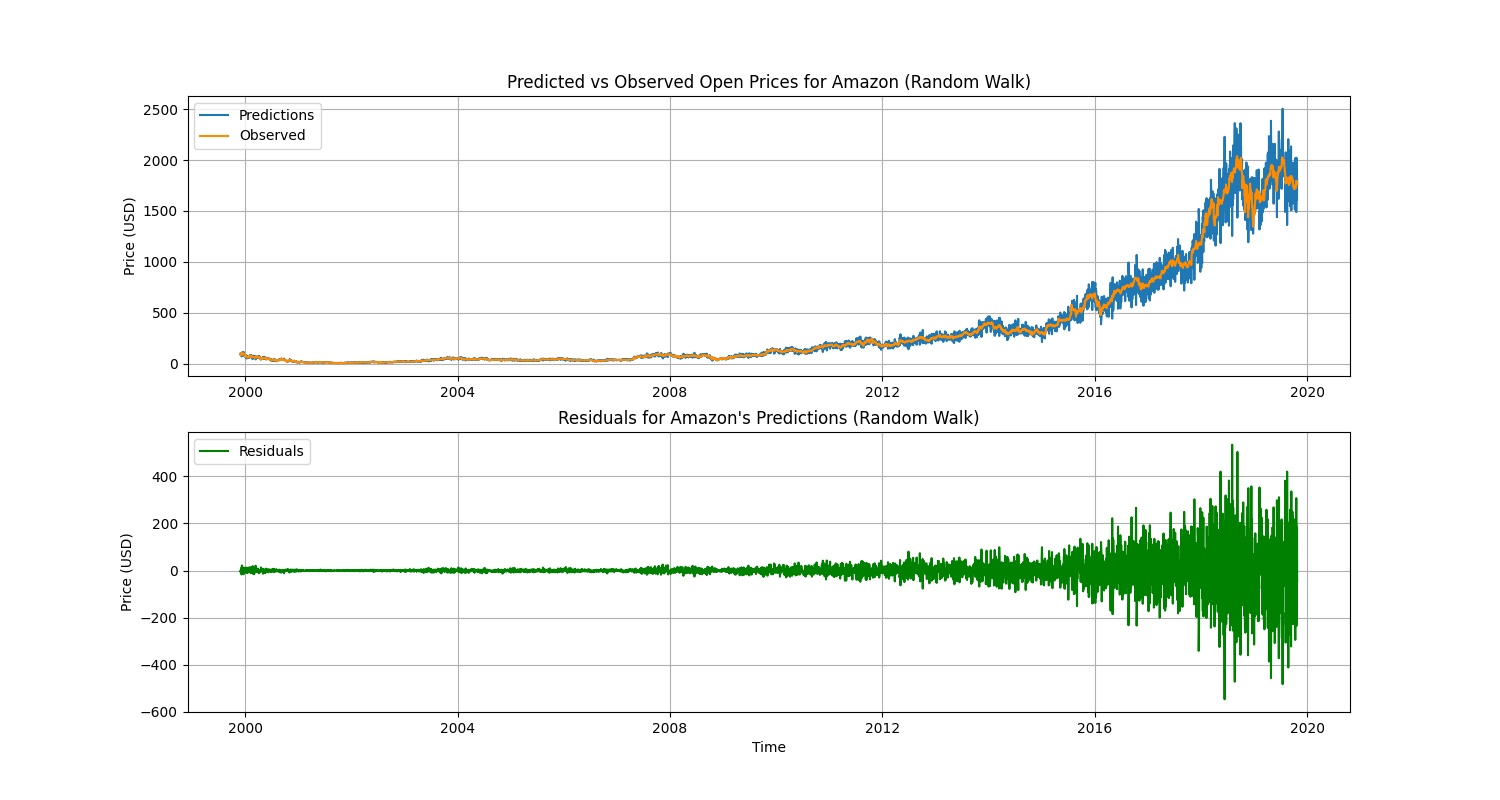 Predicted vs Observed Open Prices for Amazon (Random Walk)
Predictions
Observed
Price (USD)
2500
2000
1500
1000
500
0
2000 2004 2008 2012 2016 2020
Residuals for Amazon's Predictions (Random Walk)
Residuals
Price (USD)
400
200
0
−200
−400
−600
2000 2004 2008 2012 2016 2020
Time